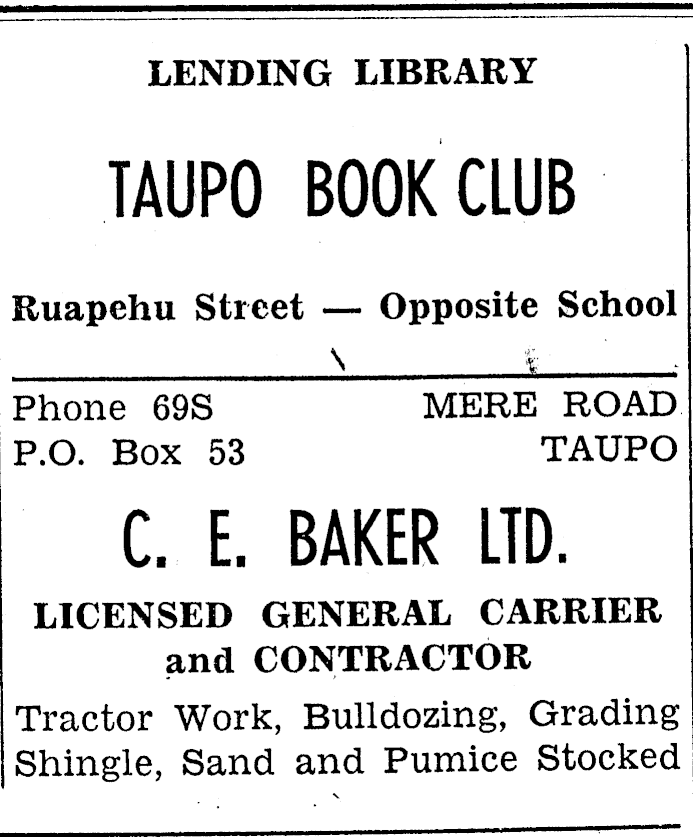 LENDING LIBRARY
TAUPO BOOK CLUB
Ruapehu Street — Opposite School
Phone 69S MERE ROAD
P.O. Box 53 TAUPO
C. E. BAKER LTD.
LICENSED GENERAL CARRIER
and CONTRACTOR
Tractor Work, Bulldozing, Grading
Shingle, Sand and Pumice Stocked